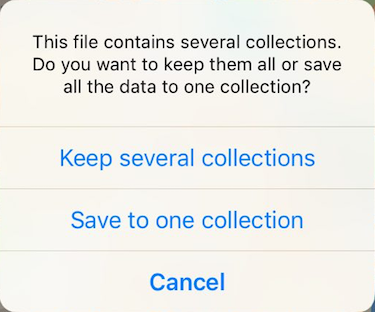 This file contains several collections.
Do you want to keep them all or save
all the data to one collection?
Keep several collections
Save to one collection
Cancel